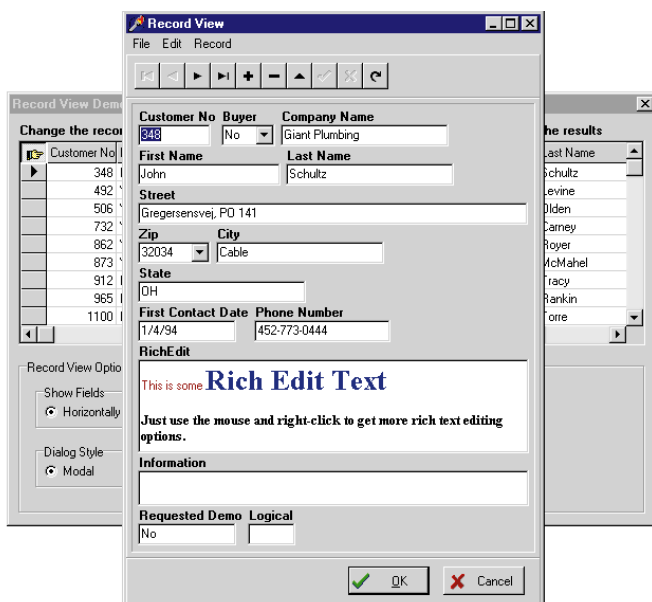 Record View
File Edit Record
Record View Dem
Customer No Buyer Company Name
348 No Giant Plumbing
Change the recor
he results
First Name Last Name
Customer No
Last Name
John Schultz
348
Schultz
492
Levine
Street
506
Olden
Gregersensvej, PO 141
732
Carney
Zip City
862
Royer
32034 Cable
873
McMahel
State
912
Tracy
OH
965
Rankin
First Contact Date Phone Number
1100
Torre
1/4/94 452-773-0444
RichEdit
Record View Optio
This is some Rich Edit Text
Show Fields
Horizontally
Just use the mouse and right-click to get more rich text editing
options.
Dialog Style
Information
Modal
Requested Demo Logical
No
OK Cancel